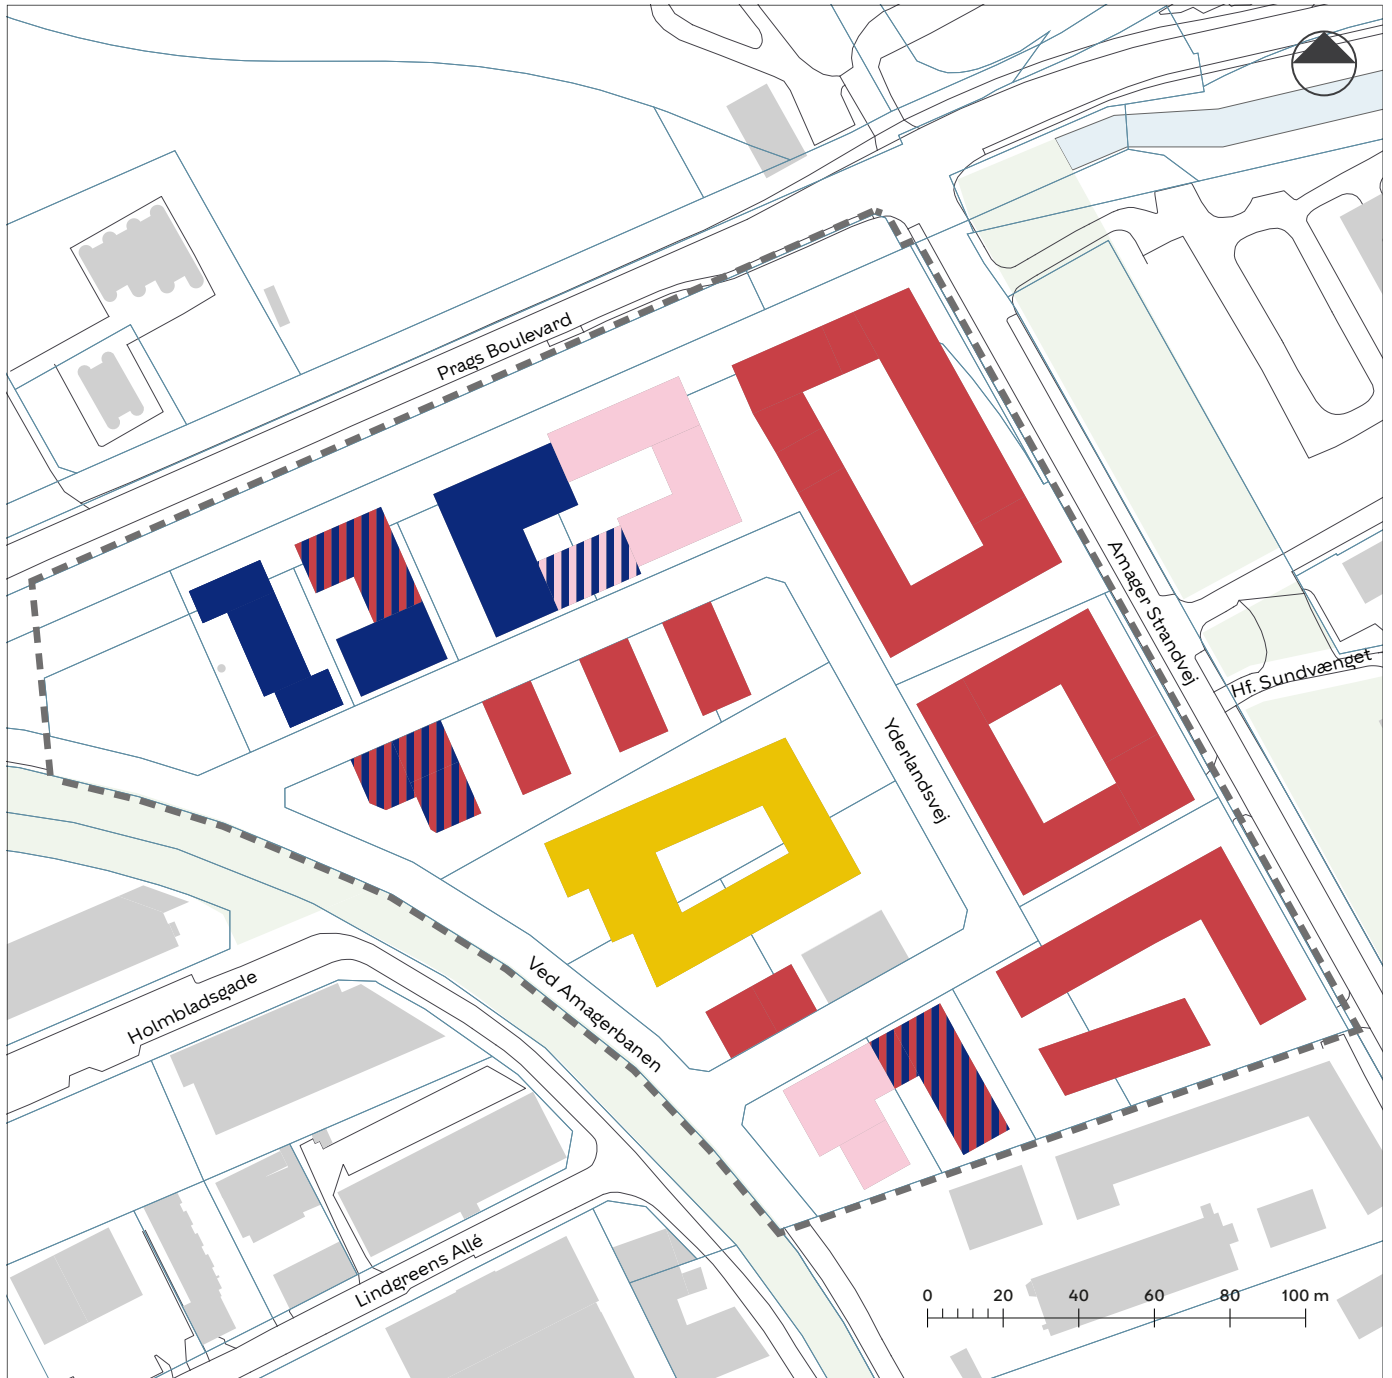 Prags Boulevard
Amager Strandvej
Hf. Sundvænget
Yderlandsvej
Ved Amagerbanen
Holmbladsgade
Lindgreens Allé
0 20 40 60 80 100 m